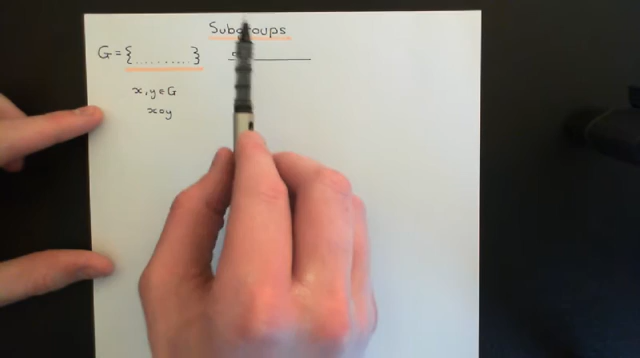 Subgroups
G = {..........}
x, y ∈ G
x∘y